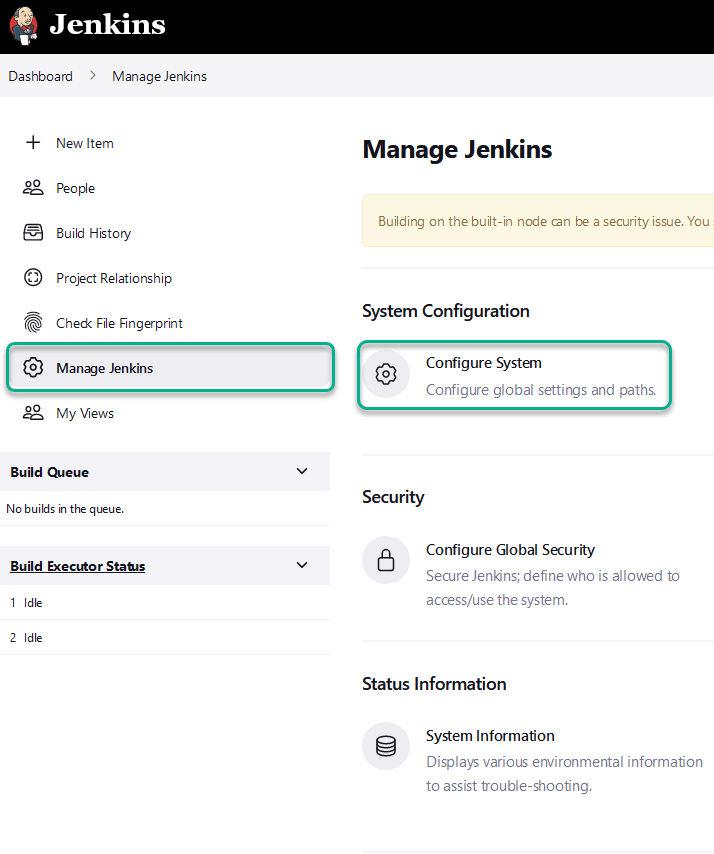 Jenkins
Dashboard > Manage Jenkins
New Item
People
Build History
Project Relationship
Check File Fingerprint
Manage Jenkins
My Views
Build Queue
No builds in the queue.
Build Executor Status
1 Idle
2 Idle
Manage Jenkins
Building on the built-in node can be a security issue. You
System Configuration
Configure System
Configure global settings and paths.
Security
Configure Global Security
Secure Jenkins; define who is allowed to
access/use the system.
Status Information
System Information
Displays various environmental information
to assist trouble-shooting.